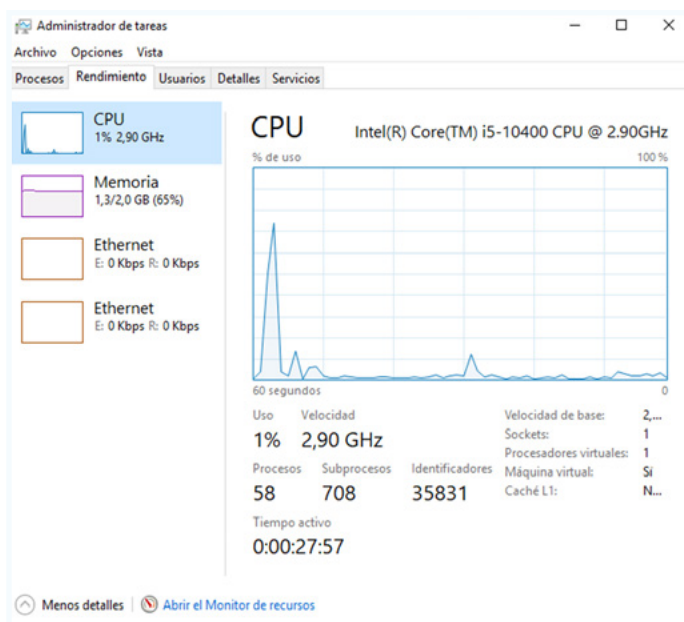 Administrador de tareas
Archivo Opciones Vista
Procesos Rendimiento Usuarios Detalles Servicios
CPU
1% 2,90 GHz
Memoria
1,3/2,0 GB (65%)
Ethernet
E: 0 Kbps R: 0 Kbps
Ethernet
E: 0 Kbps R: 0 Kbps
CPU Intel(R) Core(TM) i5-10400 CPU @ 2.90GHz
% de uso 100 %
60 segundos 0
Uso Velocidad
1% 2,90 GHz
Procesos Subprocesos Identificadores
58 708 35831
Tiempo activo
0:00:27:57
Velocidad de base: 2,...
Sockets: 1
Procesadores virtuales: 1
Máquina virtual: Sí
Caché L1: N...
Menos detalles Abrir el Monitor de recursos